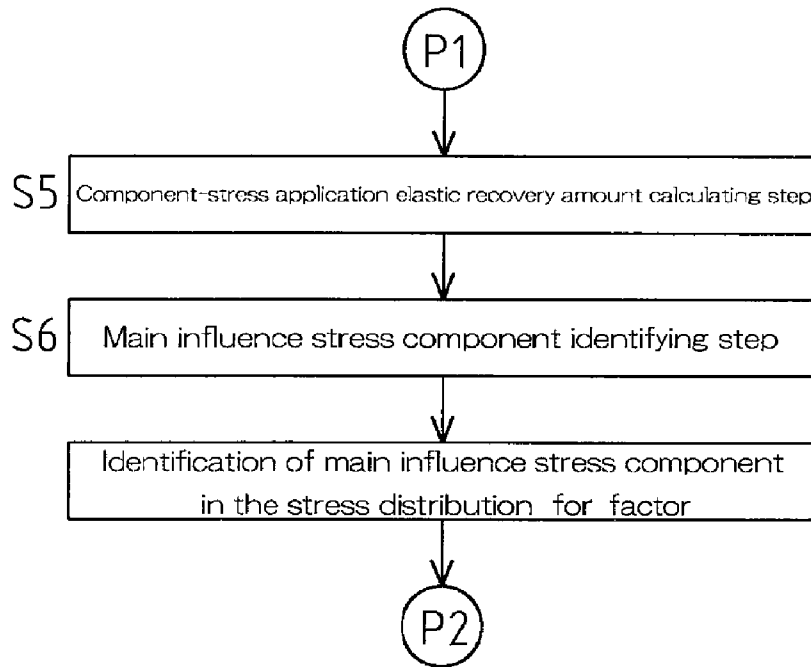 P1
S5 Component-stress application elastic recovery amount calculating step
S6 Main influence stress component identifying step
Identification of main influence stress component
in the stress distribution for factor
P2